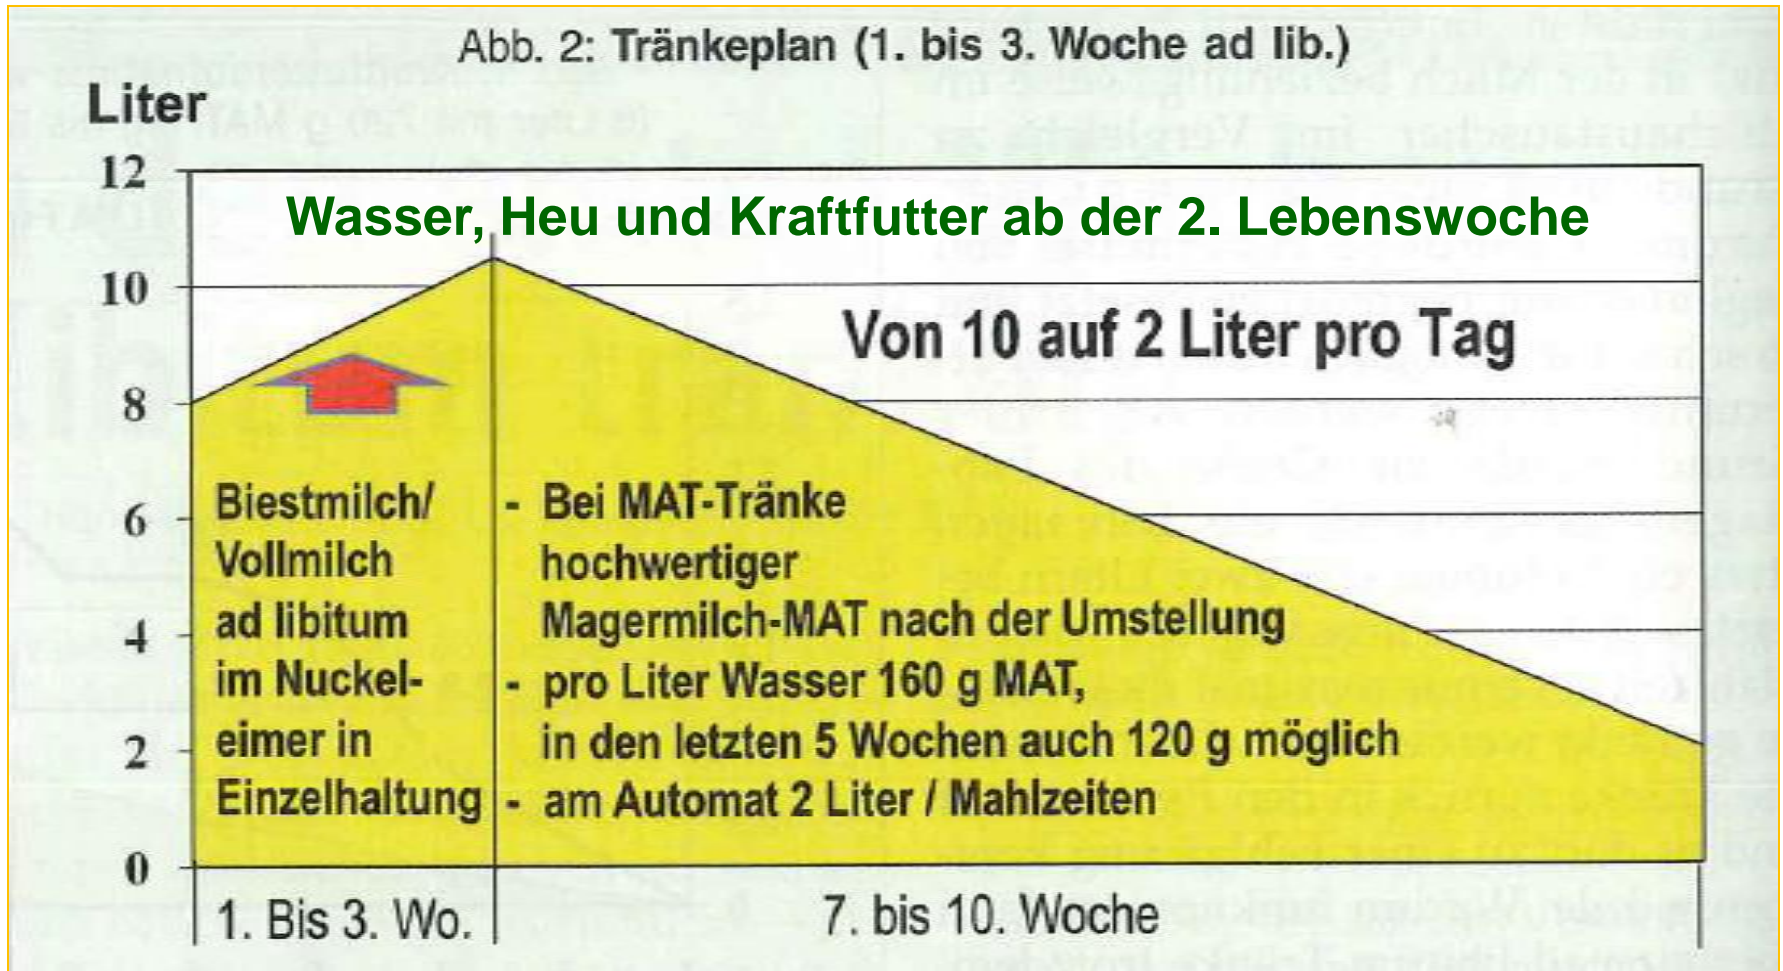 Abb. 2: Tränkeplan (1. bis 3. Woche ad lib.)
Liter
12
Wasser, Heu und Kraftfutter ab der 2. Lebenswoche
10
Von 10 auf 2 Liter pro Tag
8
6
4
2
0
Biestmilch/
Vollmilch
ad libitum
im Nuckel-
eimer in
Einzelhaltung
- Bei MAT-Tränke
hochwertiger
Magermilch-MAT nach der Umstellung
- pro Liter Wasser 160 g MAT,
in den letzten 5 Wochen auch 120 g möglich
- am Automat 2 Liter / Mahlzeiten
1. Bis 3. Wo.
7. bis 10. Woche